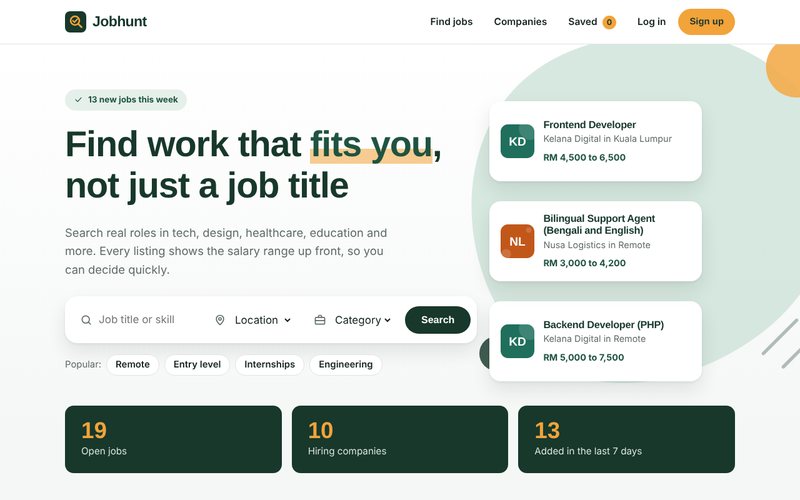 Jobhunt
Find jobs
Companies
Saved 0
Log in
Sign up
13 new jobs this week
Find work that fits you,
not just a job title
Search real roles in tech, design, healthcare, education and
more. Every listing shows the salary range up front, so you
can decide quickly.
Job title or skill
Location
Category
Search
Popular:
Remote
Entry level
Internships
Engineering
KD
Frontend Developer
Kelana Digital in Kuala Lumpur
RM 4,500 to 6,500
NL
Bilingual Support Agent
(Bengali and English)
Nusa Logistics in Remote
RM 3,000 to 4,200
KD
Backend Developer (PHP)
Kelana Digital in Remote
RM 5,000 to 7,500
19
Open jobs
10
Hiring companies
13
Added in the last 7 days